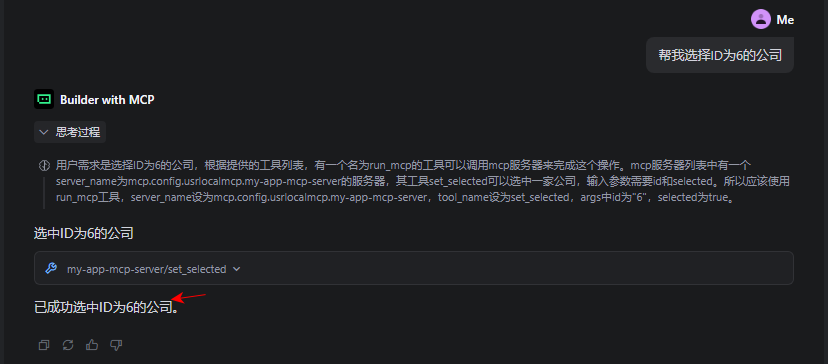 Me
帮我选择ID为6的公司
Builder with MCP
思考过程
用户需求是选择ID为6的公司，根据提供的工具列表，有一个名为run_mcp的工具可以调用mcp服务器来完成这个操作。mcp服务器列表中有一个
server_name为mcp.config.usrlocalmcp.my-app-mcp-server的服务器，其工具set_selected可以选中一家公司，输入参数需要id和selected。所以应该使用
run_mcp工具，server_name设为mcp.config.usrlocalmcp.my-app-mcp-server，tool_name设为set_selected，args中id为"6"，selected为true。
选中ID为6的公司
my-app-mcp-server/set_selected
已成功选中ID为6的公司。